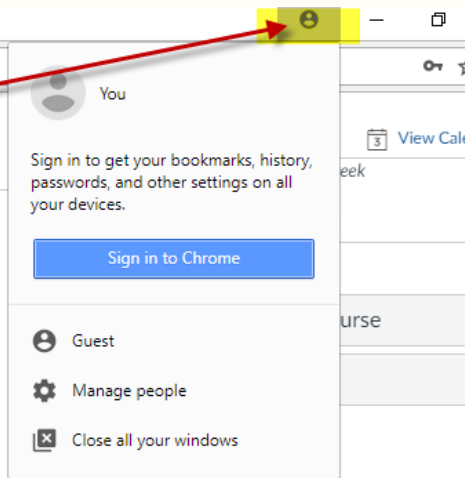 You
3
View Cale
eek
Sign in to get your bookmarks, history,
passwords, and other settings on all
your devices.
Sign in to Chrome
urse
Guest
Manage people
Close all your windows